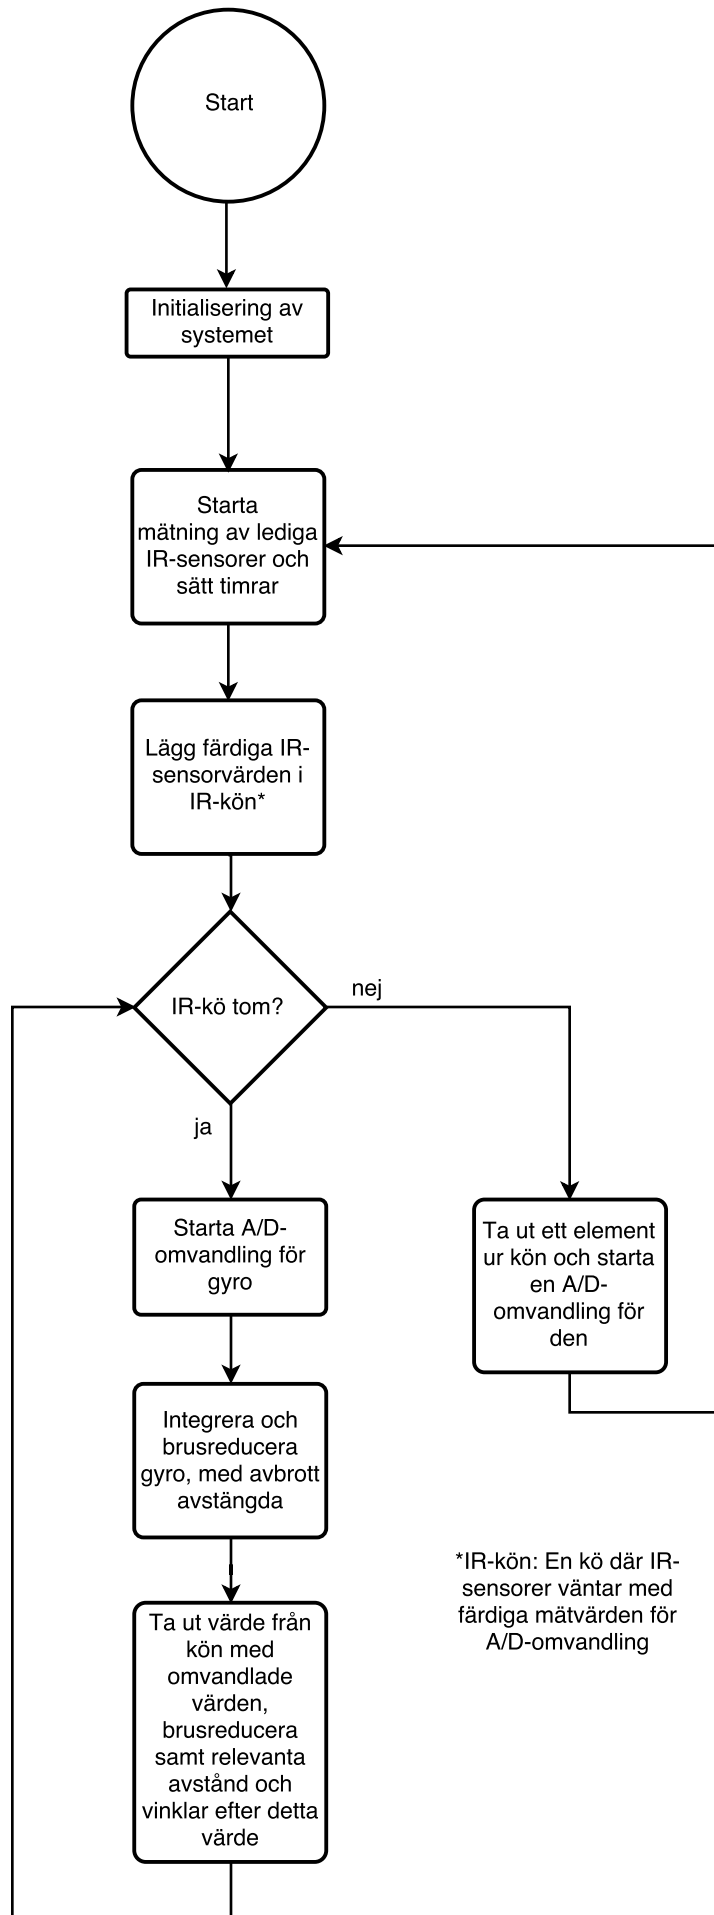 Start
Initialisering av
systemet
Starta
mätning av lediga
IR-sensorer och
sätt timrar
Lägg färdiga IR-
sensorvärden i
IR-kön*
IR-kö tom?
nej
ja
Starta A/D-
omvandling för
gyro
Ta ut ett element
ur kön och starta
en A/D-
omvandling för
den
Integrera och
brusreducera
gyro, med avbrott
avstängda
*IR-kön: En kö där IR-
sensorer väntar med
färdiga mätvärden för
A/D-omvandling
Ta ut värde från
kön med
omvandlade
värden,
brusreducera
samt relevanta
avstånd och
vinklar efter detta
värde